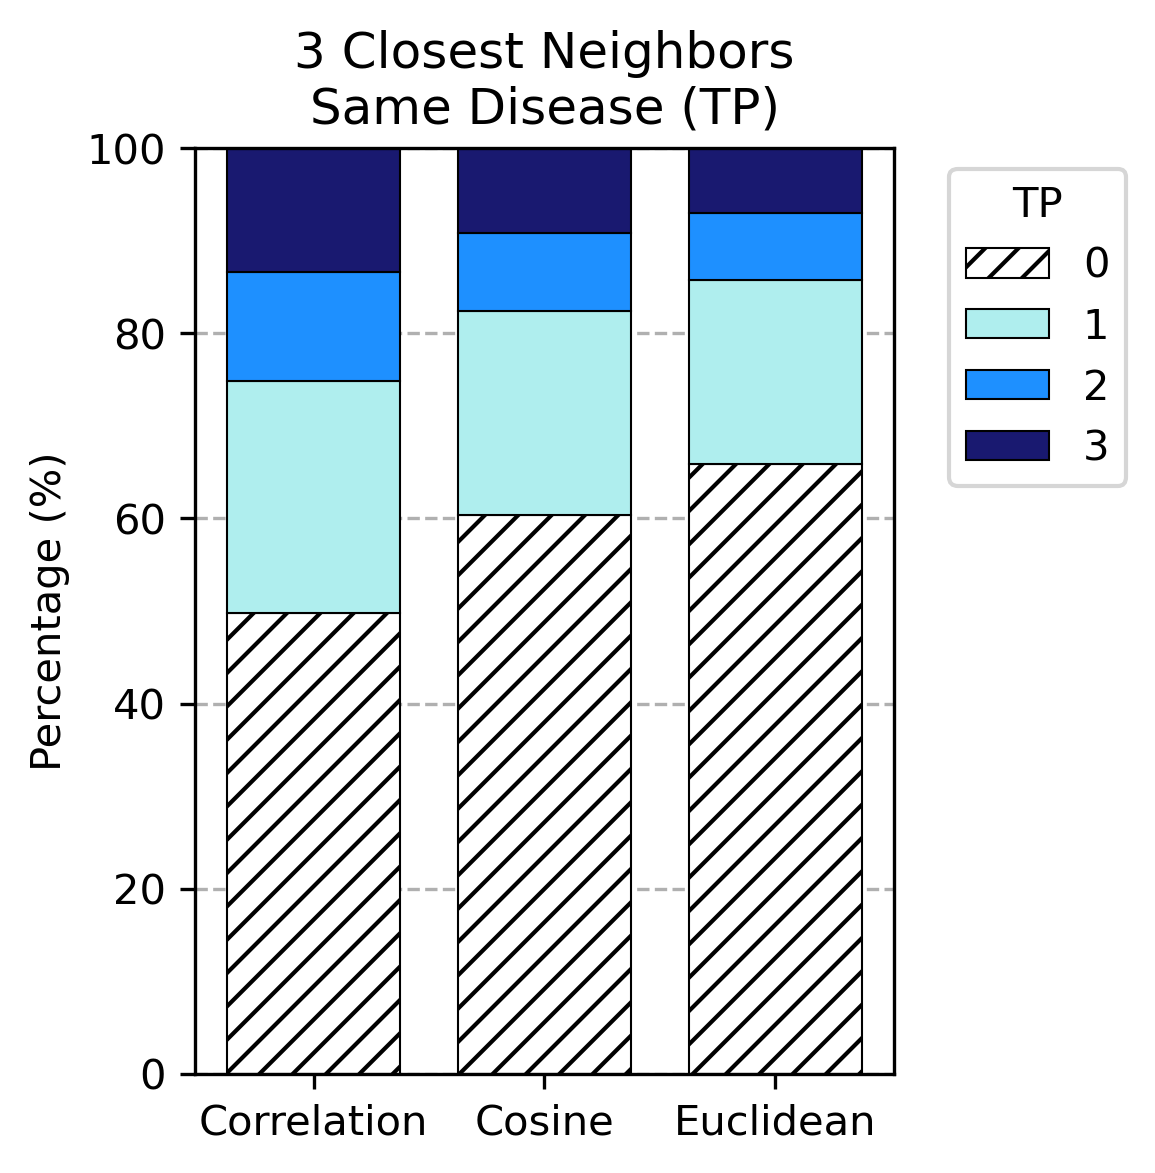 3 Closest Neighbors
Same Disease (TP)
100
80
60
40
20
0
Percentage (%)
Correlation
Cosine
Euclidean
TP
0
1
2
3